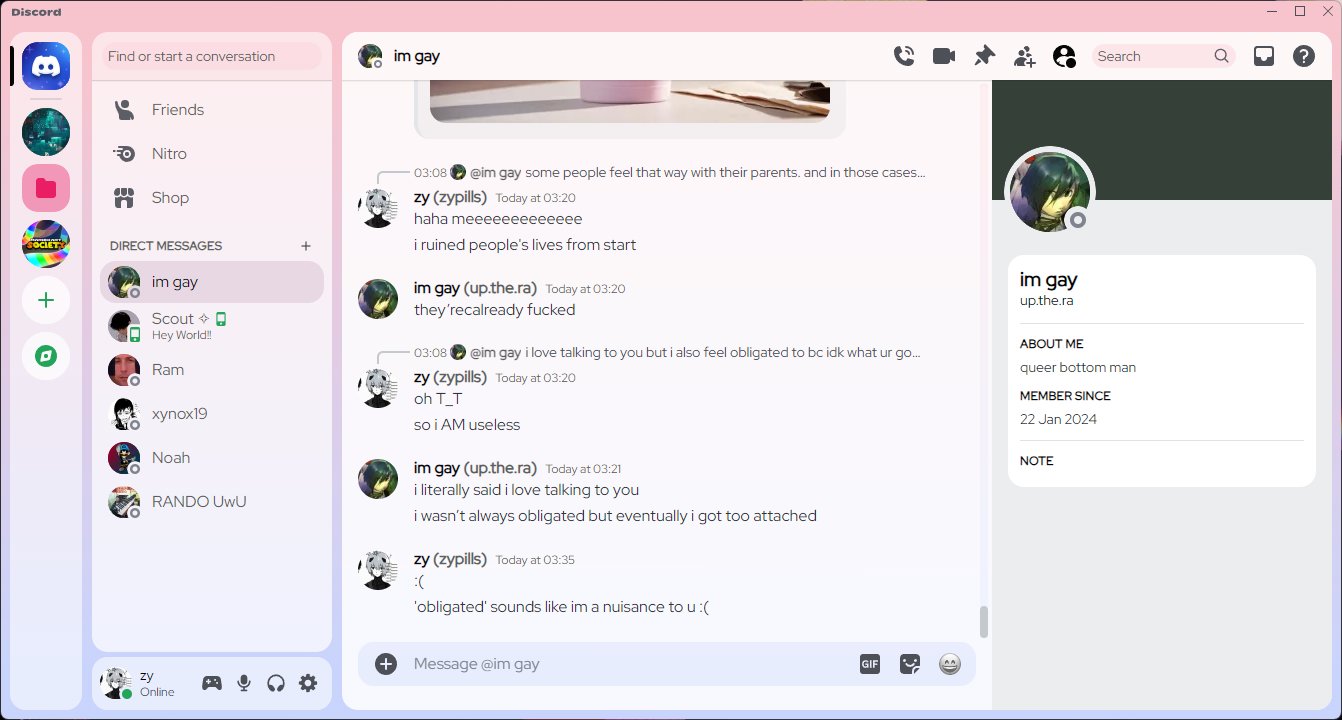 Discord
Find or start a conversation
Friends
Nitro
Shop
DIRECT MESSAGES
im gay
Scout ✧
Hey World!!
Ram
xynox19
Noah
RANDO UwU
zy
Online
im gay
Search
03:08 @im gay some people feel that way with their parents. and in those cases...
zy (zypills) Today at 03:20
haha meeeeeeeeeeeee
i ruined people's lives from start
im gay (up.the.ra) Today at 03:20
they'recalready fucked
03:08 @im gay i love talking to you but i also feel obligated to bc idk what ur go...
zy (zypills) Today at 03:20
oh T_T
so i AM useless
im gay (up.the.ra) Today at 03:21
i literally said i love talking to you
i wasn't always obligated but eventually i got too attached
zy (zypills) Today at 03:35
:(
'obligated' sounds like im a nuisance to u :(
Message @im gay
GIF
im gay
up.the.ra
ABOUT ME
queer bottom man
MEMBER SINCE
22 Jan 2024
NOTE